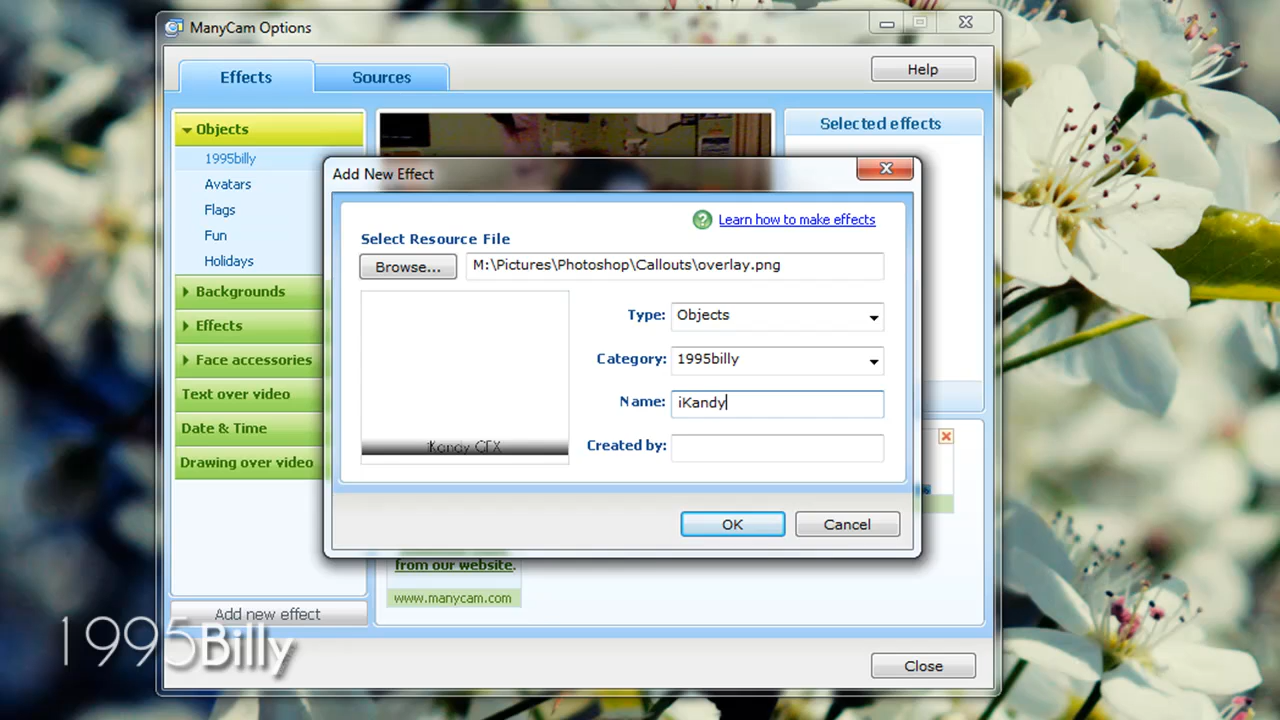 ManyCam Options
Effects
Sources
Help
Objects
1995billy
Avatars
Flags
Fun
Holidays
Backgrounds
Effects
Face accessories
Text over video
Date & Time
Drawing over video
Add new effect
Selected effects
Add New Effect
Learn how to make effects
Select Resource File
Browse...
M:\Pictures\Photoshop\Callouts\overlay.png
Type: Objects
Category: 1995billy
Name: iKandy
Created by:
iKandy GFX
OK
Cancel
from our website.
www.manycam.com
Close
1995Billy